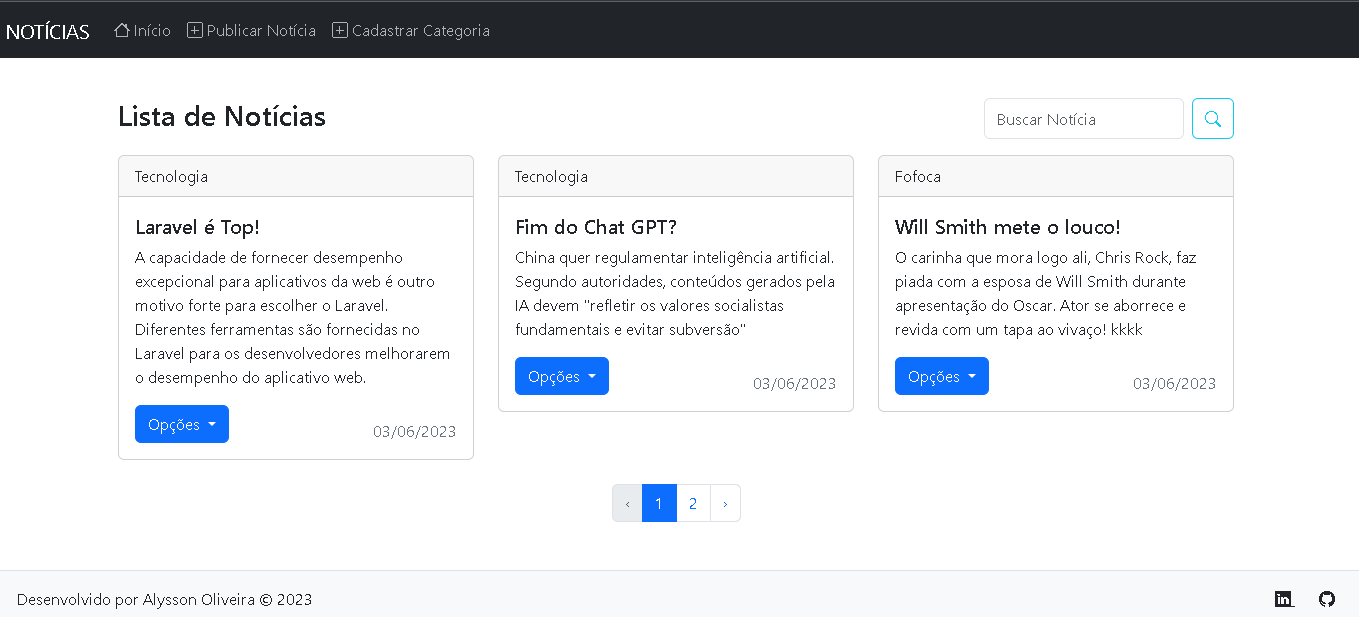 NOTÍCIAS Início Publicar Notícia Cadastrar Categoria
Lista de Notícias
Buscar Notícia
Tecnologia
Laravel é Top!
A capacidade de fornecer desempenho
excepcional para aplicativos da web é outro
motivo forte para escolher o Laravel.
Diferentes ferramentas são fornecidas no
Laravel para os desenvolvedores melhorarem
o desempenho do aplicativo web.
Opções
03/06/2023
Tecnologia
Fim do Chat GPT?
China quer regulamentar inteligência artificial.
Segundo autoridades, conteúdos gerados pela
IA devem "refletir os valores socialistas
fundamentais e evitar subversão"
Opções
03/06/2023
Fofoca
Will Smith mete o louco!
O carinha que mora logo ali, Chris Rock, faz
piada com a esposa de Will Smith durante
apresentação do Oscar. Ator se aborrece e
revida com um tapa ao vivaço! kkkk
Opções
03/06/2023
‹ 1 2 ›
Desenvolvido por Alysson Oliveira © 2023